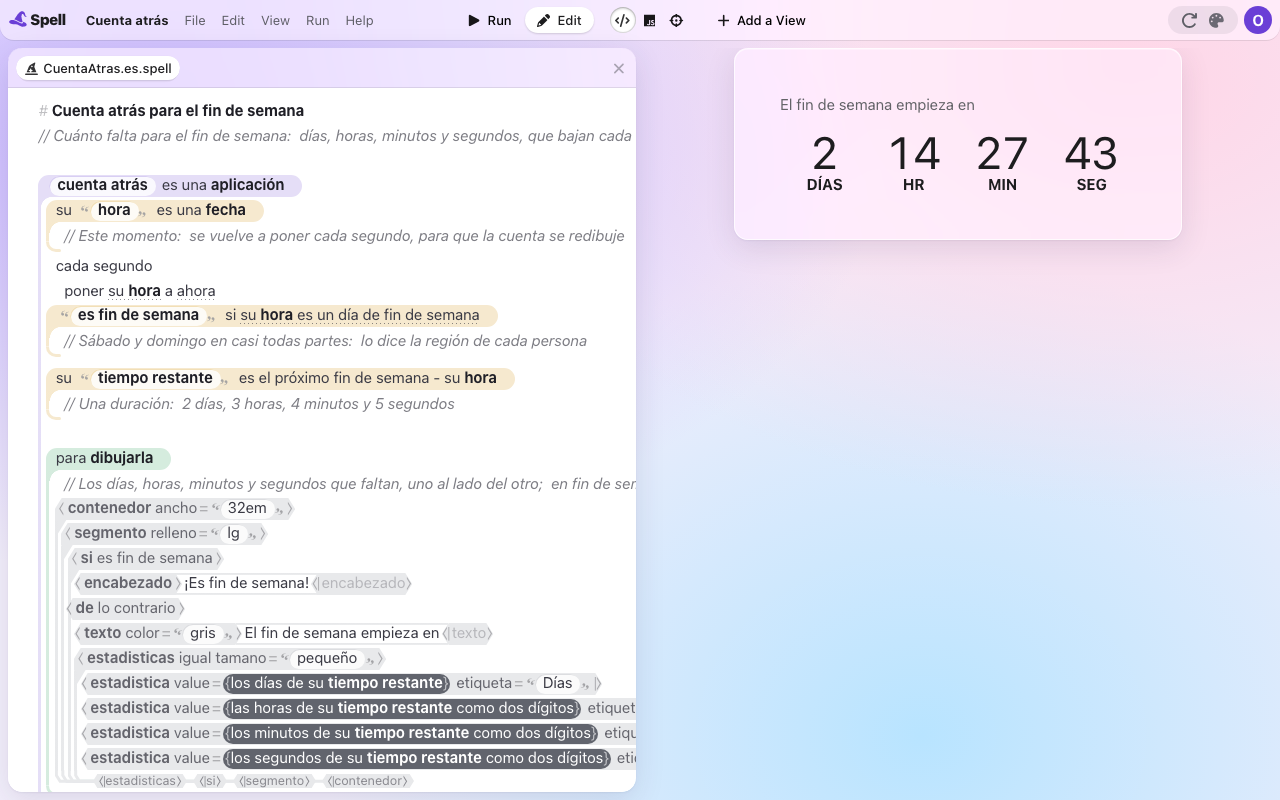 Spell Cuenta atrás File Edit View Run Help Run Edit JS Add a View O
CuentaAtras.es.spell
# Cuenta atrás para el fin de semana
// Cuánto falta para el fin de semana: días, horas, minutos y segundos, que bajan cada
cuenta atrás es una aplicación
su “ hora „ es una fecha
// Este momento: se vuelve a poner cada segundo, para que la cuenta se redibuje
cada segundo
poner su hora a ahora
“ es fin de semana „ si su hora es un día de fin de semana
// Sábado y domingo en casi todas partes: lo dice la región de cada persona
su “ tiempo restante „ es el próximo fin de semana - su hora
// Una duración: 2 días, 3 horas, 4 minutos y 5 segundos
para dibujarla
// Los días, horas, minutos y segundos que faltan, uno al lado del otro; en fin de ser
⟨contenedor ancho=“ 32em „⟩
⟨segmento relleno=“ lg „⟩
⟨si es fin de semana⟩
⟨encabezado⟩¡Es fin de semana!⟨|encabezado⟩
⟨de lo contrario⟩
⟨texto color=“ gris „⟩El fin de semana empieza en⟨|texto⟩
⟨estadisticas igual tamano=“ pequeño „⟩
⟨estadistica value={los días de su tiempo restante} etiqueta=“ Días „|⟩
⟨estadistica value={las horas de su tiempo restante como dos dígitos} etiquet
⟨estadistica value={los minutos de su tiempo restante como dos dígitos} etiqu
⟨estadistica value={los segundos de su tiempo restante como dos dígitos} eti
⟨|estadisticas⟩ ⟨|si⟩ ⟨|segmento⟩ ⟨|contenedor⟩
El fin de semana empieza en
2 14 27 43
DÍAS HR MIN SEG